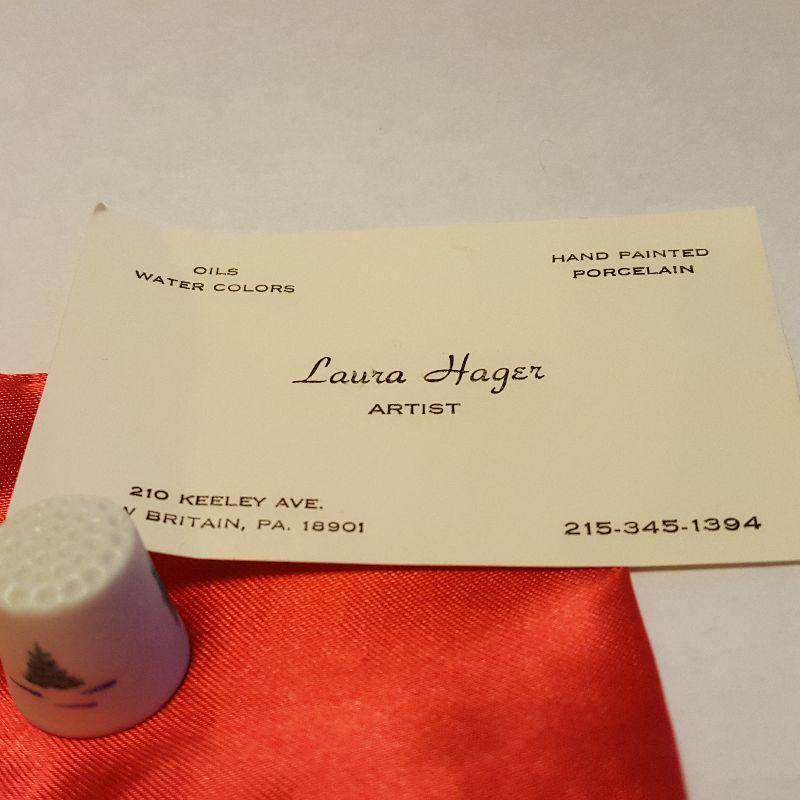 OILS
WATER COLORS
HAND PAINTED
PORCELAIN
Laura Hager
ARTIST
210 KEELEY AVE.
BRITAIN, PA. 18901
215-345-1394